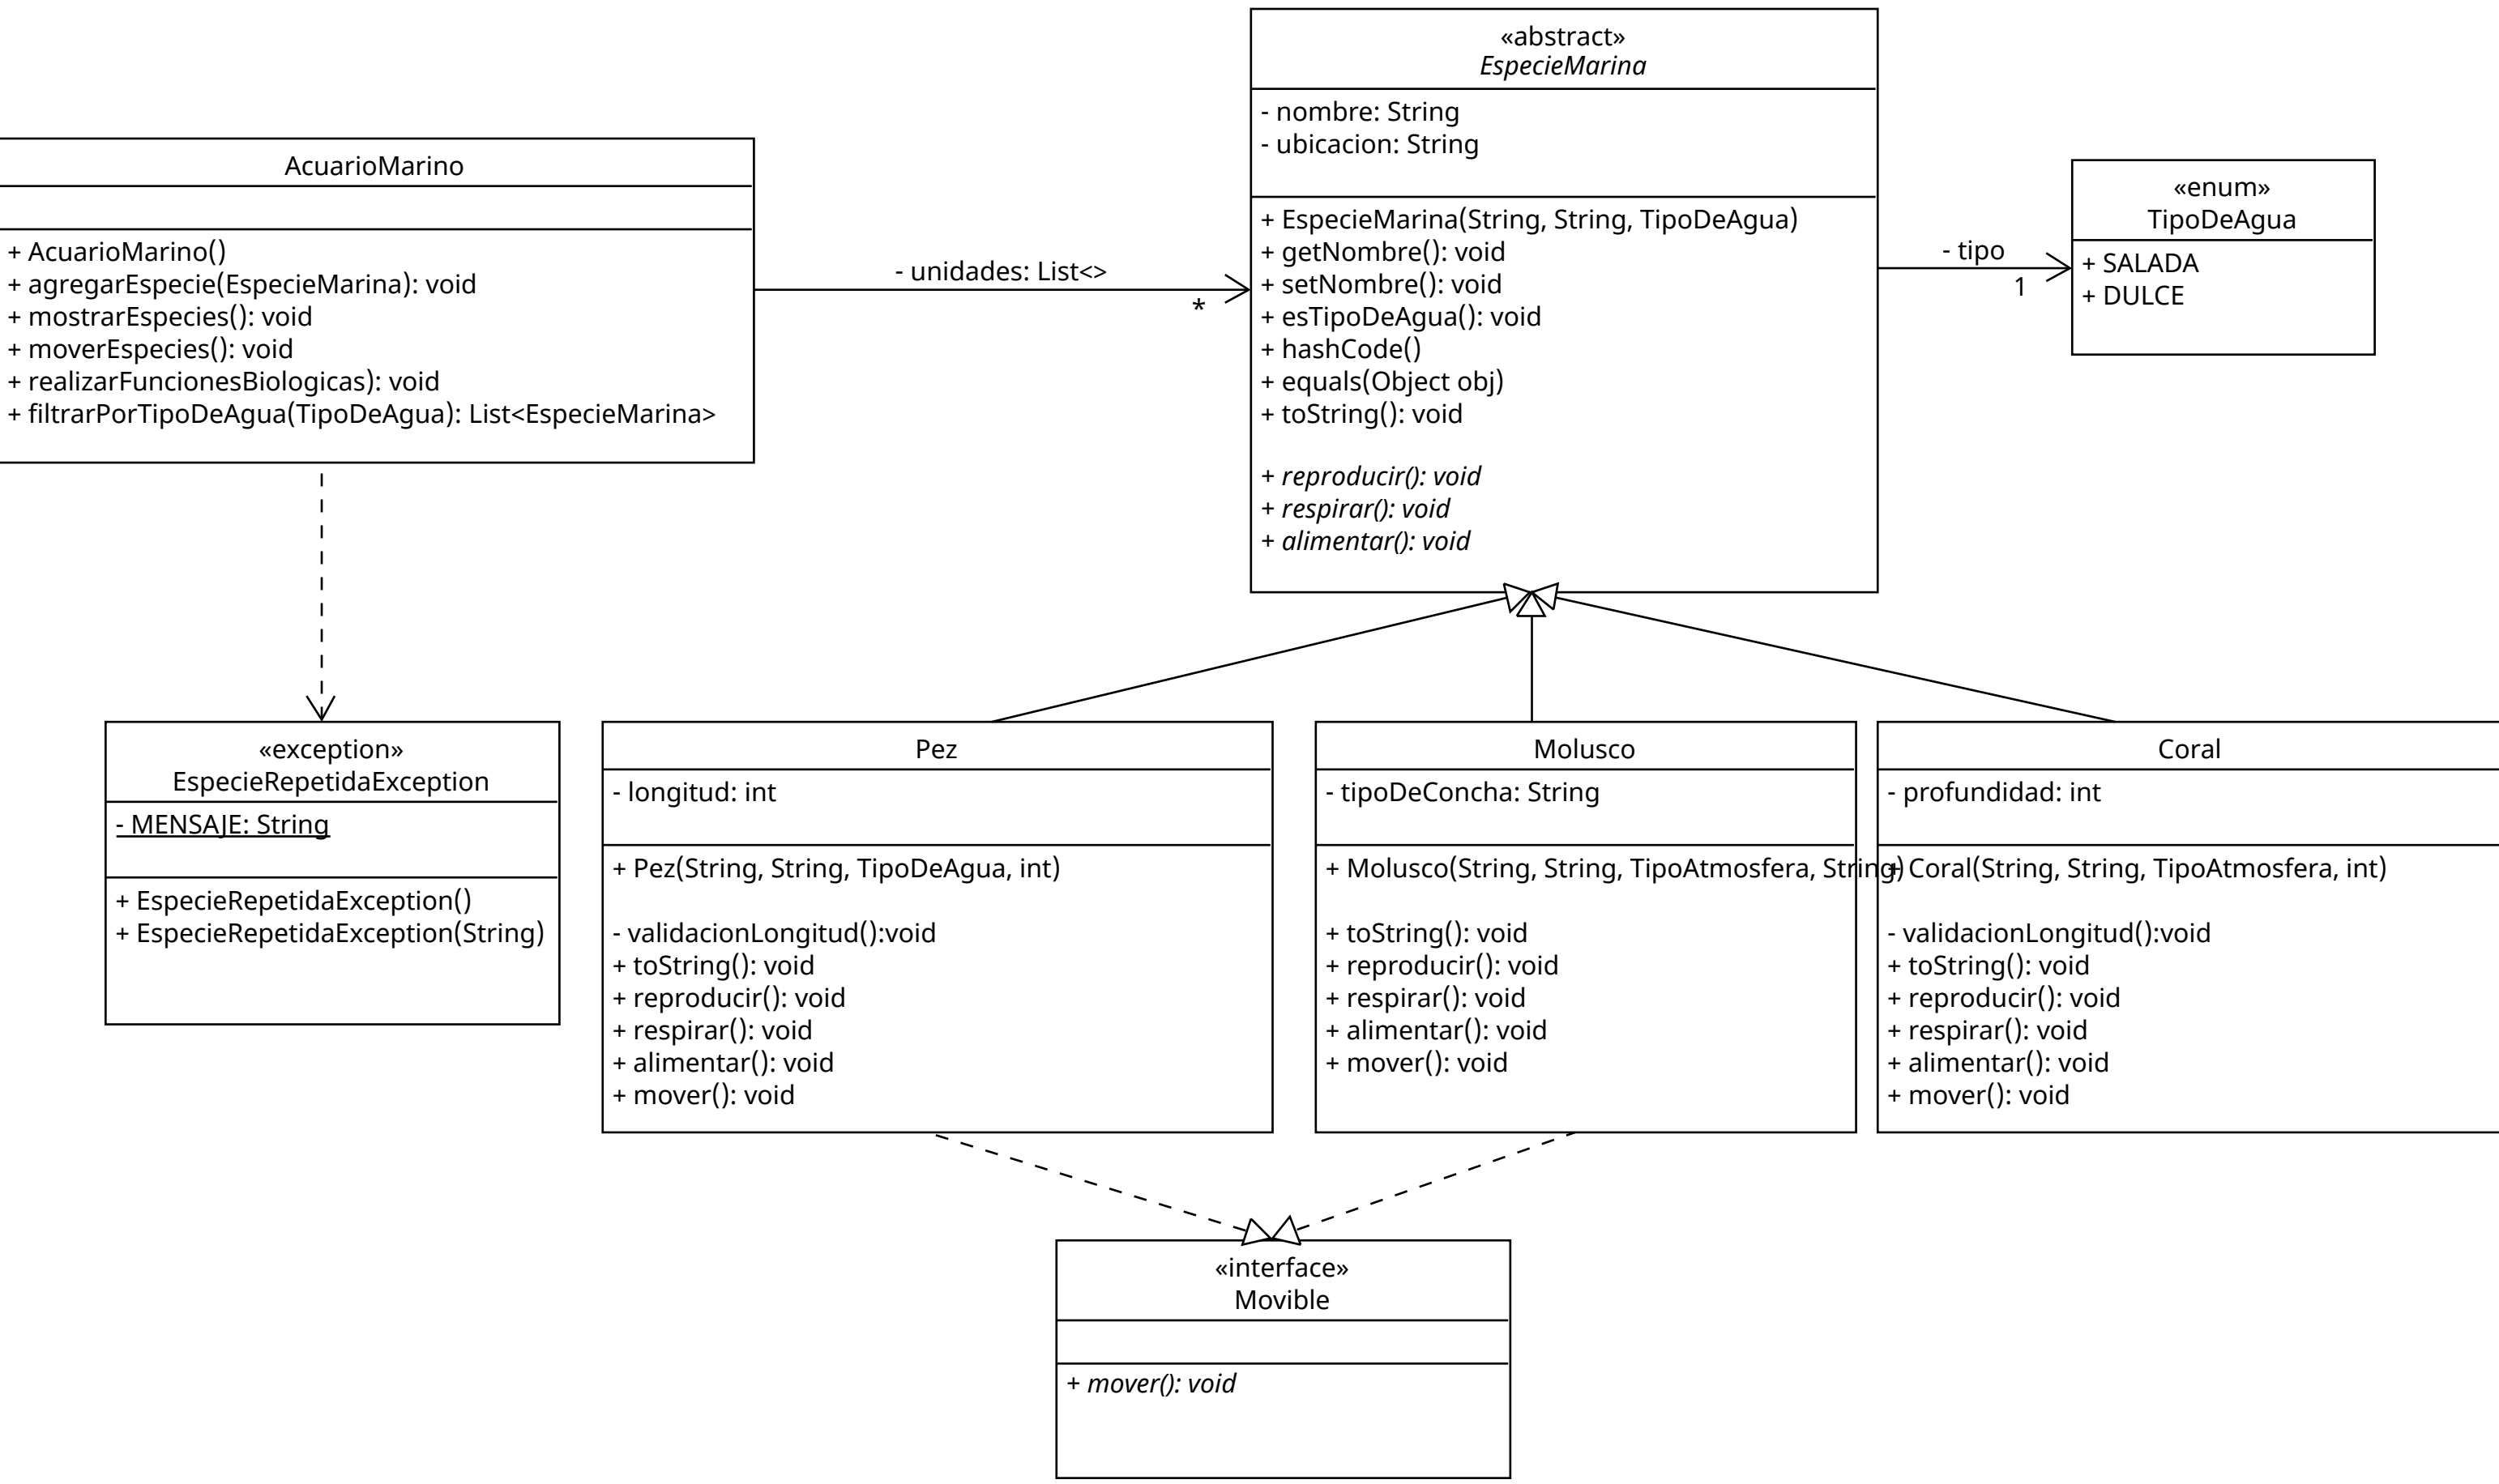 «abstract»
EspecieMarina
- nombre: String
- ubicacion: String
+ EspecieMarina(String, String, TipoDeAgua)
+ getNombre(): void
+ setNombre(): void
+ esTipoDeAgua(): void
+ hashCode()
+ equals(Object obj)
+ toString(): void
+ reproducir(): void
+ respirar(): void
+ alimentar(): void
AcuarioMarino
+ AcuarioMarino()
+ agregarEspecie(EspecieMarina): void
+ mostrarEspecies(): void
+ moverEspecies(): void
+ realizarFuncionesBiologicas): void
+ filtrarPorTipoDeAgua(TipoDeAgua): List<EspecieMarina>
- unidades: List<>
*
- tipo
1
«enum»
TipoDeAgua
+ SALADA
+ DULCE
«exception»
EspecieRepetidaException
- MENSAJE: String
+ EspecieRepetidaException()
+ EspecieRepetidaException(String)
Pez
- longitud: int
+ Pez(String, String, TipoDeAgua, int)
- validacionLongitud():void
+ toString(): void
+ reproducir(): void
+ respirar(): void
+ alimentar(): void
+ mover(): void
Molusco
- tipoDeConcha: String
+ Molusco(String, String, TipoAtmosfera, String)
+ toString(): void
+ reproducir(): void
+ respirar(): void
+ alimentar(): void
+ mover(): void
Coral
- profundidad: int
+ Coral(String, String, TipoAtmosfera, int)
- validacionLongitud():void
+ toString(): void
+ reproducir(): void
+ respirar(): void
+ alimentar(): void
+ mover(): void
«interface»
Movible
+ mover(): void